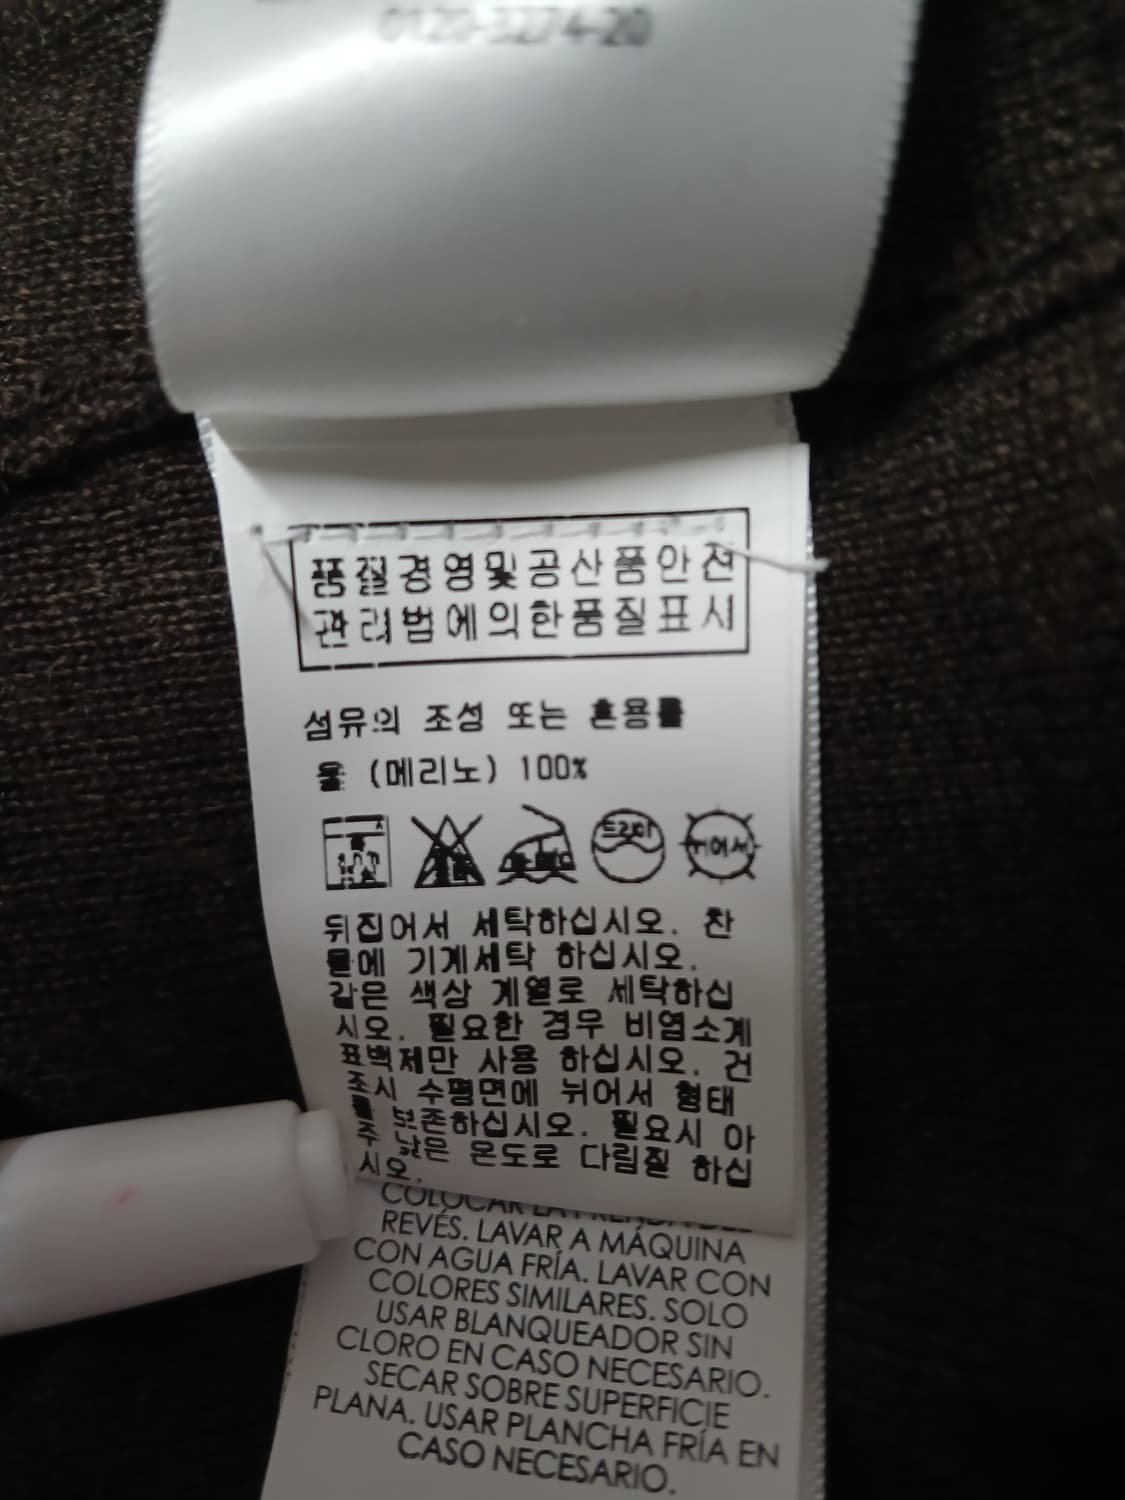 품질경영및공산품안전
관리법에의한품질표시
섬유의 조성 또는 혼용률
울 (메리노) 100%
드라이
뉘어서
뒤집어서 세탁하십시오. 찬
물에 기계세탁 하십시오.
같은 색상 계열로 세탁하십
시오. 필요한 경우 비염소계
표백제만 사용 하십시오. 건
조시 수평면에 뉘어서 형태
를 보존하십시오. 필요시 아
주 낮은 온도로 다림질 하십
시오.
COLOCAR LA PRENDA DEL
REVÉS. LAVAR A MÁQUINA
CON AGUA FRÍA. LAVAR CON
COLORES SIMILARES. SOLO
USAR BLANQUEADOR SIN
CLORO EN CASO NECESARIO.
SECAR SOBRE SUPERFICIE
PLANA. USAR PLANCHA FRÍA EN
CASO NECESARIO.